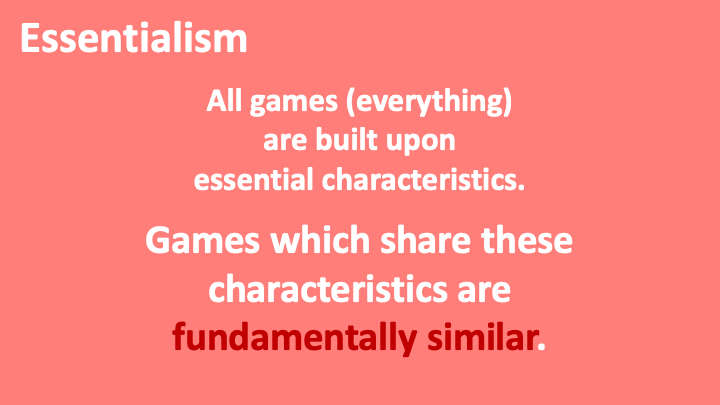 Essentialism
All games (everything)
are built upon
essential characteristics.
Games which share these
characteristics are
fundamentally similar.